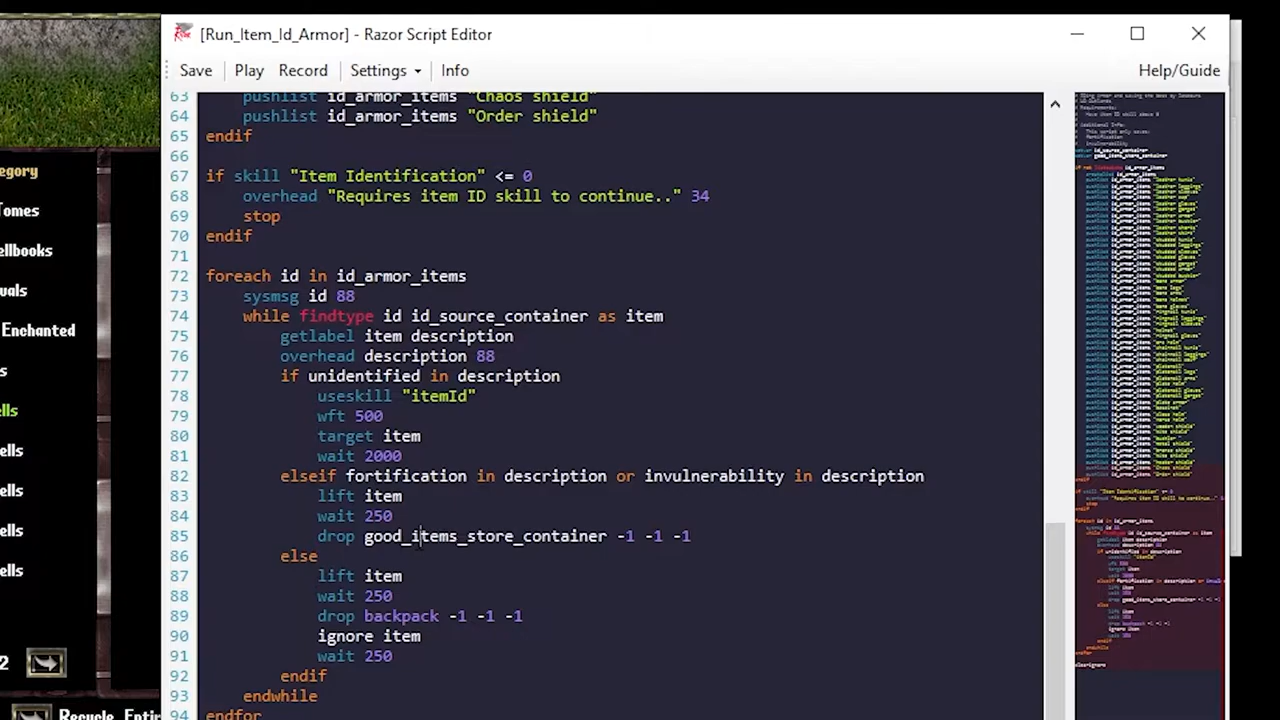 [Run_Item_Id_Armor] - Razor Script Editor
Save Play Record Settings Info Help/Guide
63 pushlist id_armor_items "Chaos shield"
64 pushlist id_armor_items "Order shield"
65 endif
66
67 if skill "Item Identification" <= 0
68 overhead "Requires item ID skill to continue.." 34
69 stop
70 endif
71
72 foreach id in id_armor_items
73 sysmsg id 88
74 while findtype id id_source_container as item
75 getlabel item description
76 overhead description 88
77 if unidentified in description
78 useskill "itemId"
79 wft 500
80 target item
81 wait 2000
82 elseif fortification in description or invulnerability in description
83 lift item
84 wait 250
85 drop good_items_store_container -1 -1 -1
86 else
87 lift item
88 wait 250
89 drop backpack -1 -1 -1
90 ignore item
91 wait 250
92 endif
93 endwhile
94 endfor
egory
Tomes
ellbooks
uals
Enchanted
s
ells
ells
ells
ells
ells
2
Recycle Entir